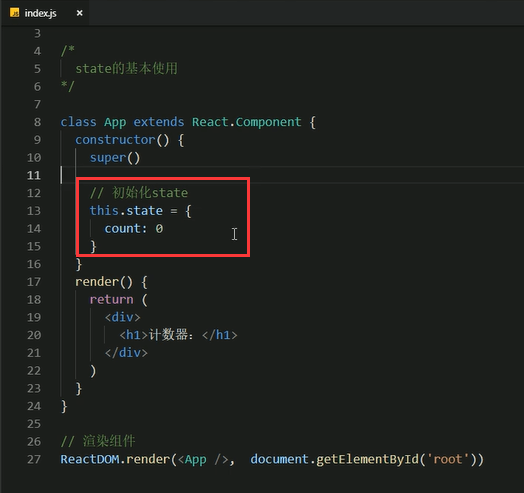 JS index.js ×
3
4 /*
5 state的基本使用
6 */
7
8 class App extends React.Component {
9 constructor() {
10 super()
11
12 // 初始化state
13 this.state = {
14 count: 0
15 }
16 }
17 render() {
18 return (
19 <div>
20 <h1>计数器：</h1>
21 </div>
22 )
23 }
24 }
25
26 // 渲染组件
27 ReactDOM.render(<App />, document.getElementById('root'))